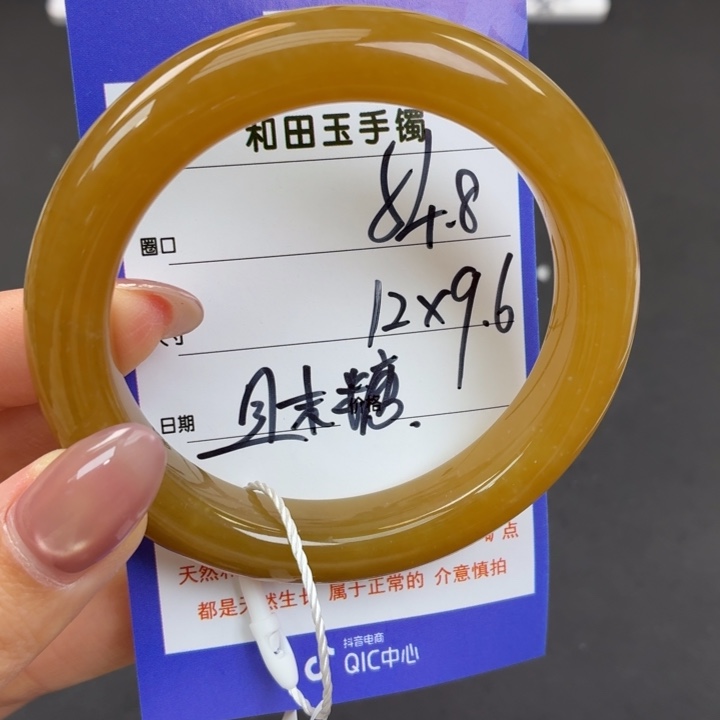 和田玉手镯
圈口 84.8
寸 12×9.6
日期 且末糖.
点
天然
都是天然生长 属于正常的 介意慎拍
抖音电商
QIC中心